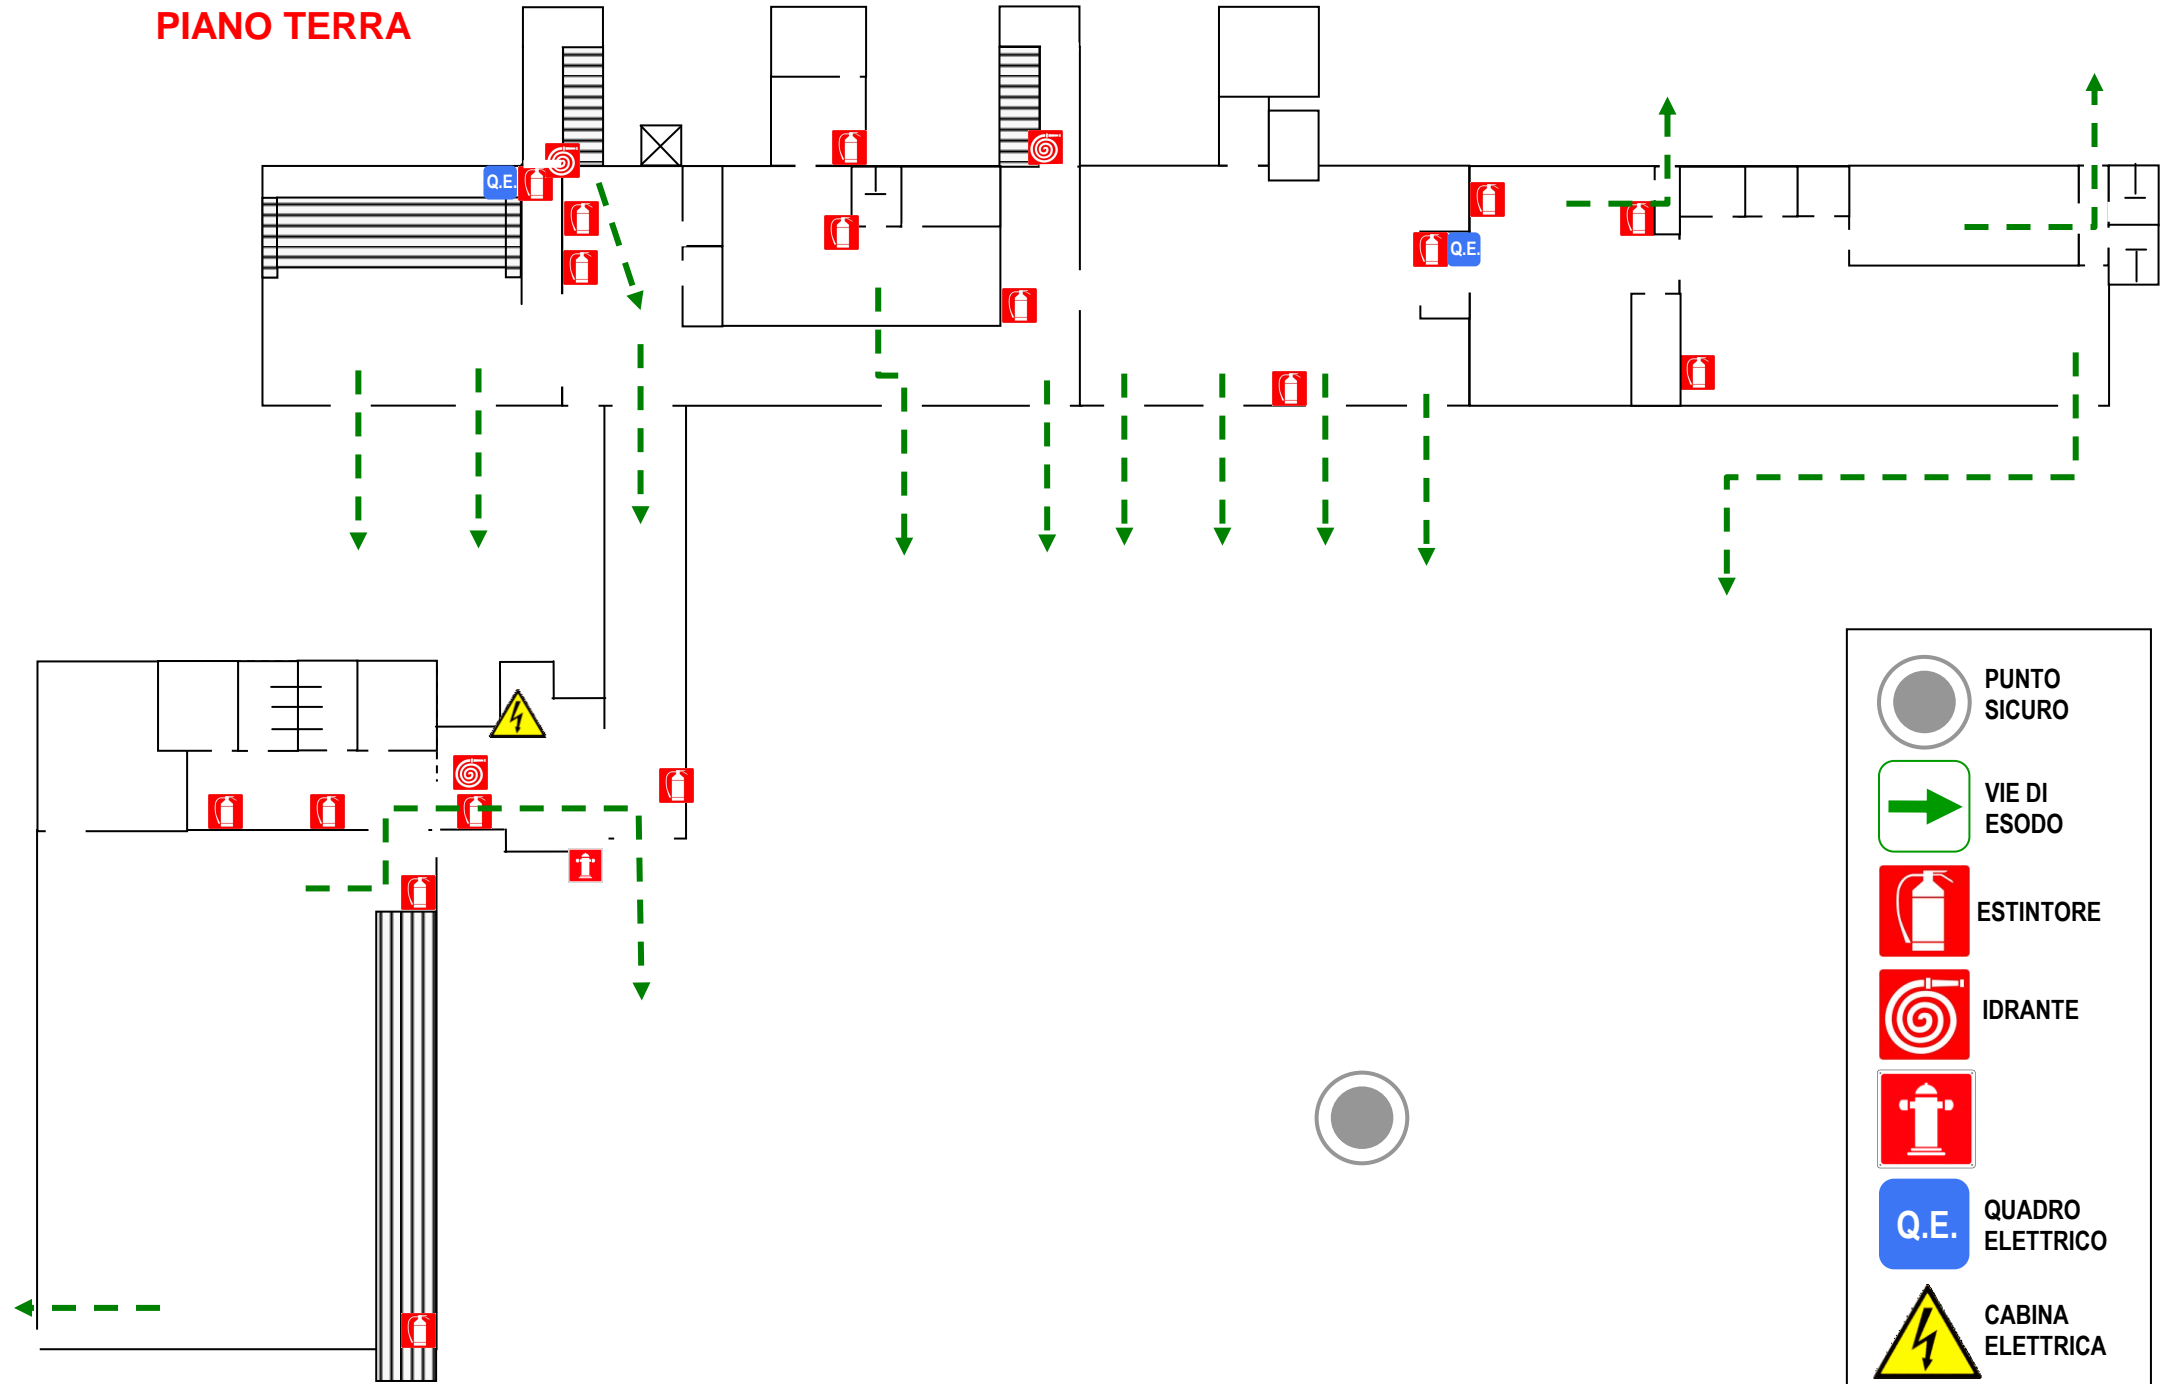 PIANO TERRA
Q.E.
Q.E.
PUNTO
SICURO
VIE DI
ESODO
ESTINTORE
IDRANTE
Q.E.
QUADRO
ELETTRICO
CABINA
ELETTRICA